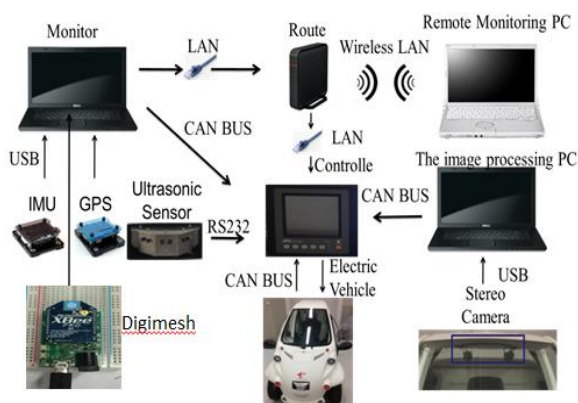 Monitor
LAN
Route
Wireless LAN
Remote Monitoring PC
CAN BUS
LAN
Controlle
The image processing PC
USB
IMU
GPS
Ultrasonic
Sensor
RS232
CAN BUS
CAN BUS
Electric
Vehicle
USB
Stereo
Camera
XBee
Digimesh